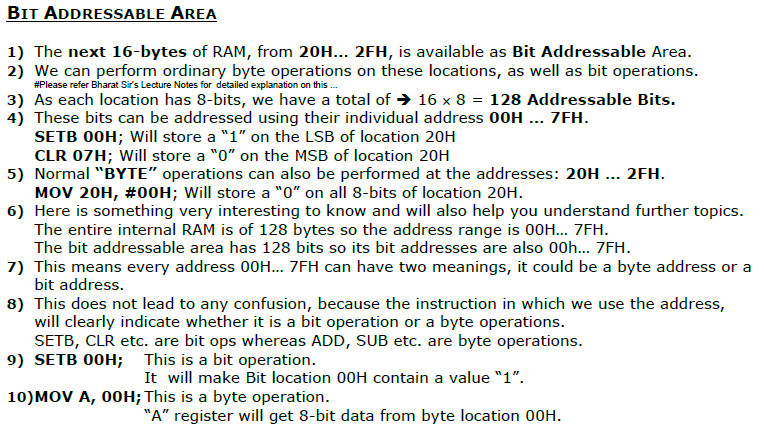 BIT ADDRESSABLE AREA
1) The next 16-bytes of RAM, from 20H... 2FH, is available as Bit Addressable Area.
2) We can perform ordinary byte operations on these locations, as well as bit operations.
#Please refer Bharat Sir's Lecture Notes for detailed explanation on this ...
3) As each location has 8-bits, we have a total of ➔ 16 x 8 = 128 Addressable Bits.
4) These bits can be addressed using their individual address 00H ... 7FH.
SETB 00H; Will store a "1" on the LSB of location 20H
CLR 07H; Will store a "0" on the MSB of location 20H
5) Normal "BYTE" operations can also be performed at the addresses: 20H ... 2FH.
MOV 20H, #00H; Will store a "0" on all 8-bits of location 20H.
6) Here is something very interesting to know and will also help you understand further topics.
The entire internal RAM is of 128 bytes so the address range is 00H... 7FH.
The bit addressable area has 128 bits so its bit addresses are also 00h... 7FH.
7) This means every address 00H... 7FH can have two meanings, it could be a byte address or a
bit address.
8) This does not lead to any confusion, because the instruction in which we use the address,
will clearly indicate whether it is a bit operation or a byte operations.
SETB, CLR etc. are bit ops whereas ADD, SUB etc. are byte operations.
9) SETB 00H; This is a bit operation.
It will make Bit location 00H contain a value "1".
10)MOV A, 00H; This is a byte operation.
"A" register will get 8-bit data from byte location 00H.